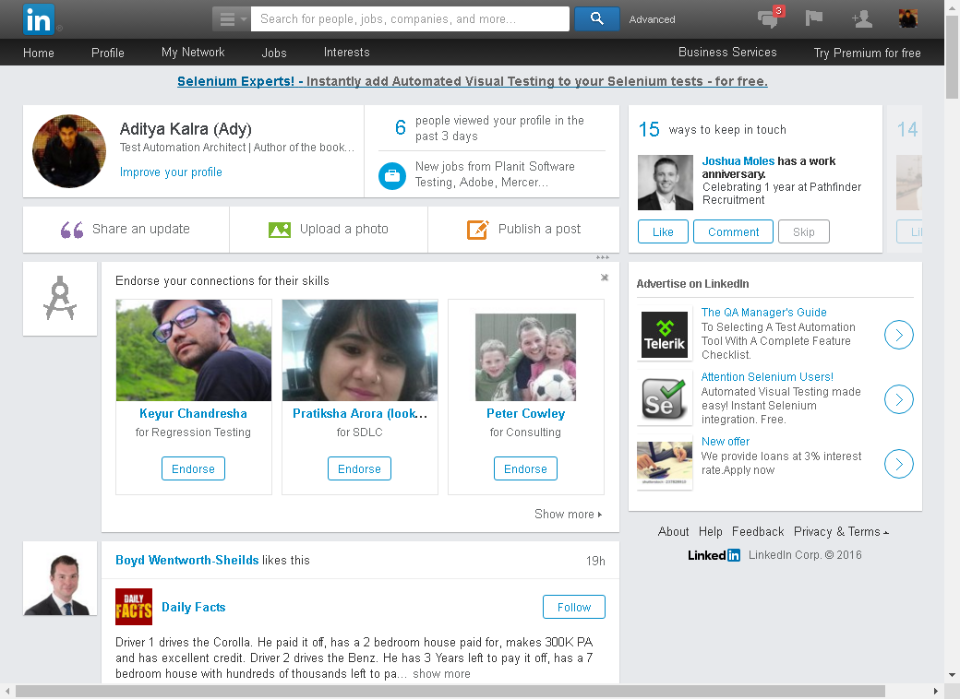 in
Search for people, jobs, companies, and more...
Advanced
3
Home
Profile
My Network
Jobs
Interests
Business Services
Try Premium for free
Selenium Experts! - Instantly add Automated Visual Testing to your Selenium tests - for free.
Aditya Kalra (Ady)
Test Automation Architect | Author of the book...
Improve your profile
6 people viewed your profile in the
past 3 days
New jobs from Planit Software
Testing, Adobe, Mercer...
15 ways to keep in touch
14
Joshua Moles has a work
anniversary.
Celebrating 1 year at Pathfinder
Recruitment
Like
Comment
Skip
Li
Share an update
Upload a photo
Publish a post
Endorse your connections for their skills
Keyur Chandresha
for Regression Testing
Endorse
Pratiksha Arora (look...
for SDLC
Endorse
Peter Cowley
for Consulting
Endorse
Show more
Advertise on LinkedIn
Telerik
The QA Manager's Guide
To Selecting A Test Automation
Tool With A Complete Feature
Checklist.
Se
Attention Selenium Users!
Automated Visual Testing made
easy! Instant Selenium
integration. Free.
New offer
We provide loans at 3% interest
rate.Apply now
About Help Feedback Privacy & Terms
Linked in LinkedIn Corp. © 2016
Boyd Wentworth-Sheilds likes this
19h
DAILY
FACTS
Daily Facts
Follow
Driver 1 drives the Corolla. He paid it off, has a 2 bedroom house paid for, makes 300K PA
and has excellent credit. Driver 2 drives the Benz. He has 3 Years left to pay it off, has a 7
bedroom house with hundreds of thousands left to pa... show more